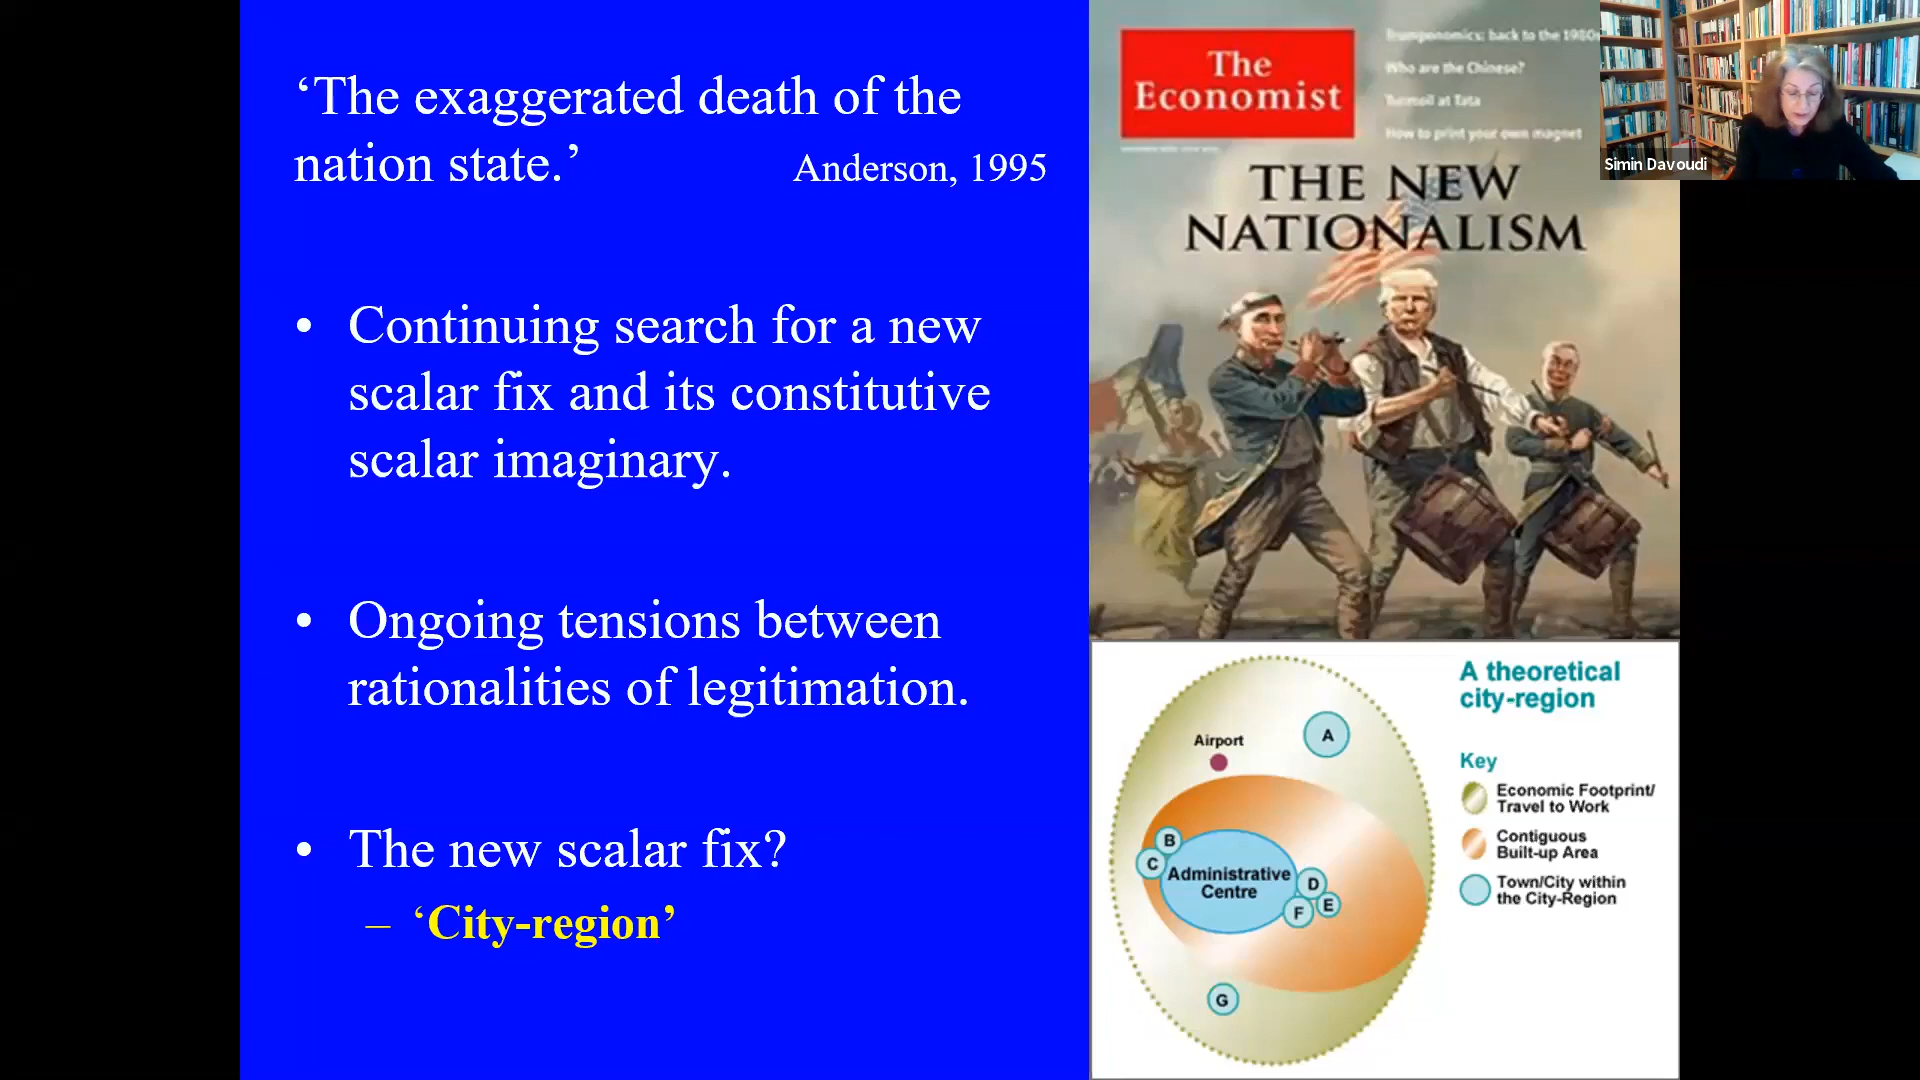 ‘The exaggerated death of the
nation state.’ Anderson, 1995
• Continuing search for a new
scalar fix and its constitutive
scalar imaginary.
• Ongoing tensions between
rationalities of legitimation.
• The new scalar fix?
– ‘City-region’
The
Economist
Trumponomics: back to the 1980s
Who are the Chinese?
Turmoil at Tata
How to print your own magnet
THE NEW
NATIONALISM
Simin Davoudi
A theoretical
city-region
Key
Economic Footprint/
Travel to Work
Contiguous
Built-up Area
Town/City within
the City-Region
Airport
A
B
C
Administrative
Centre
D
E
F
G